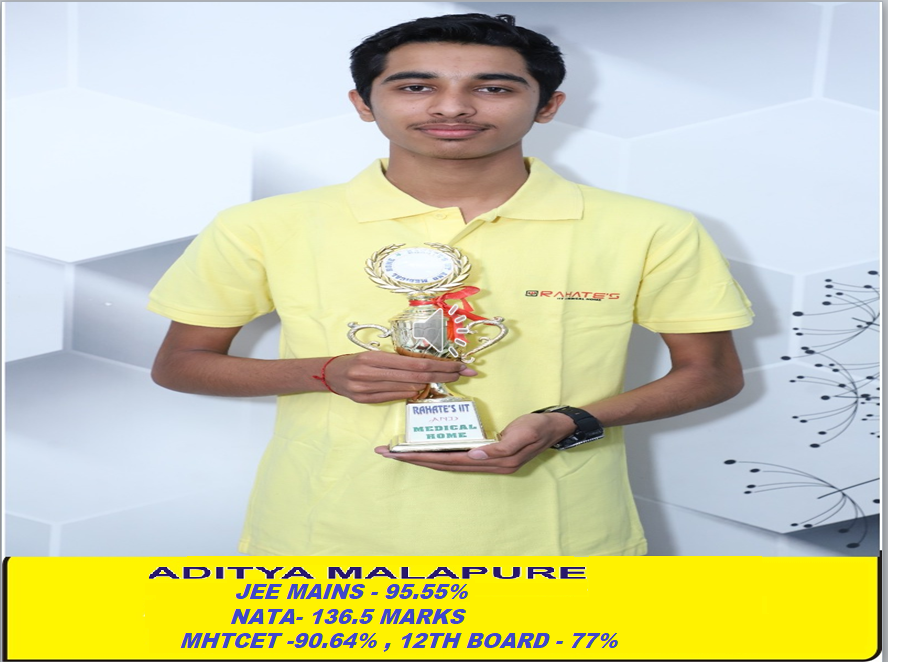 RAHATE'S
RAHATE'S IIT
AND
MEDICAL
HOME
ADITYA MALAPURE
JEE MAINS - 95.55%
NATA- 136.5 MARKS
MHTCET -90.64% , 12TH BOARD - 77%